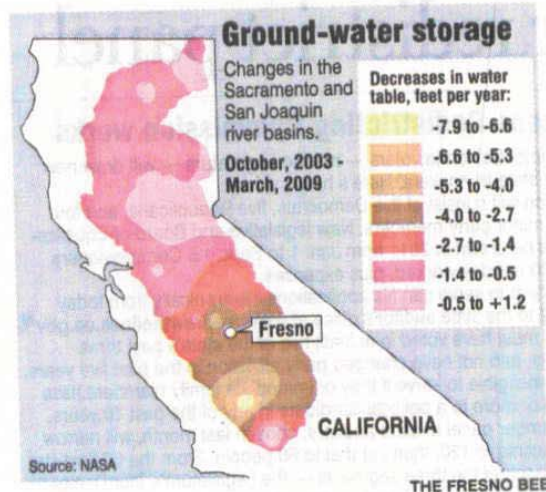 Ground-water storage
Changes in the
Sacramento and
San Joaquin
river basins.
October, 2003 -
March, 2009
Decreases in water
table, feet per year:
-7.9 to -6.6
-6.6 to -5.3
-5.3 to -4.0
-4.0 to -2.7
-2.7 to -1.4
-1.4 to -0.5
-0.5 to +1.2
Fresno
CALIFORNIA
Source: NASA
THE FRESNO BEE